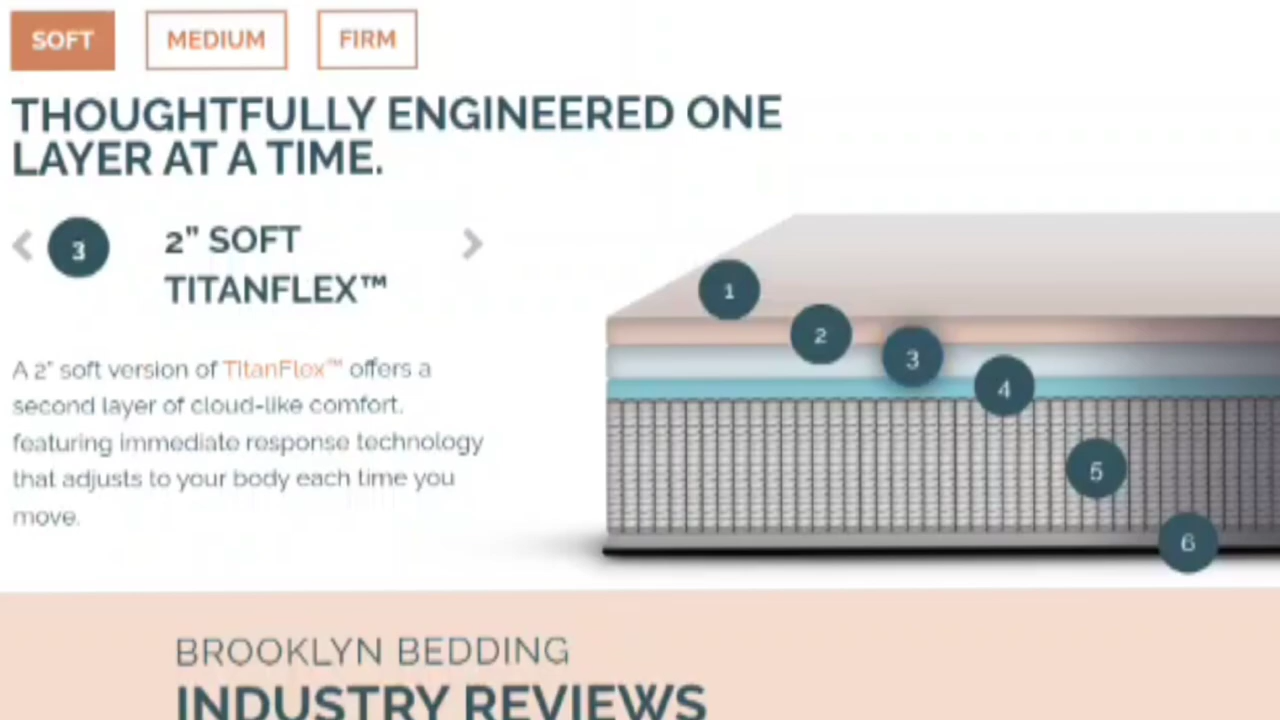 SOFT MEDIUM FIRM
THOUGHTFULLY ENGINEERED ONE
LAYER AT A TIME.
3 2" SOFT
TITANFLEX™
A 2" soft version of TitanFlex™ offers a
second layer of cloud-like comfort,
featuring immediate response technology
that adjusts to your body each time you
move.
1
2
3
4
5
6
BROOKLYN BEDDING
INDUSTRY REVIEWS